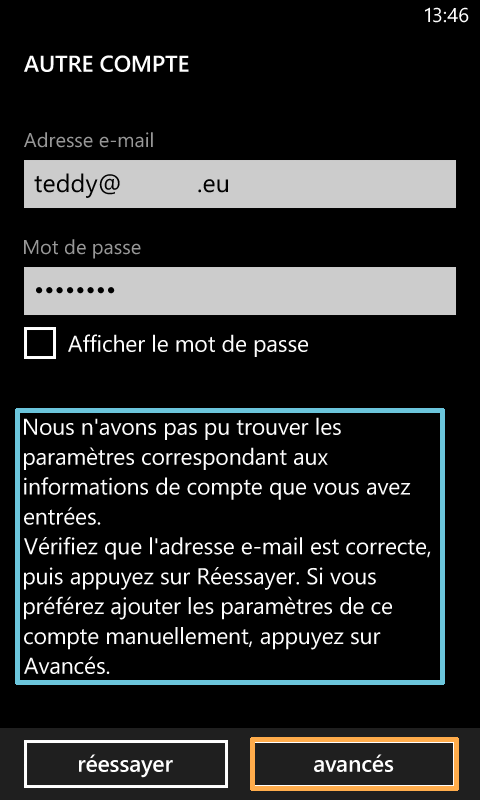 13:46
AUTRE COMPTE
Adresse e-mail
teddy@ .eu
Mot de passe
••••••••
Afficher le mot de passe
Nous n'avons pas pu trouver les
paramètres correspondant aux
informations de compte que vous avez
entrées.
Vérifiez que l'adresse e-mail est correcte,
puis appuyez sur Réessayer. Si vous
préférez ajouter les paramètres de ce
compte manuellement, appuyez sur
Avancés.
réessayer
avancés